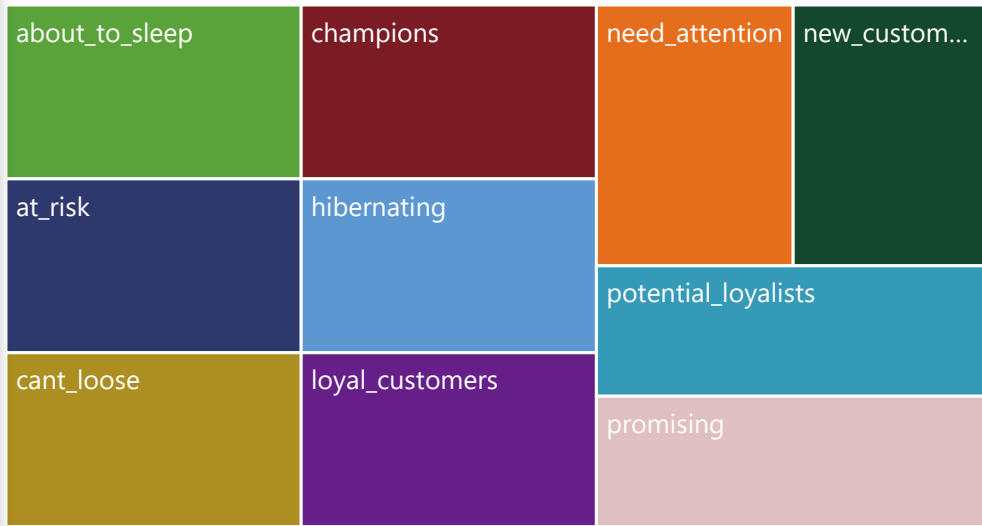 about_to_sleep
champions
need_attention
new_custom...
at_risk
hibernating
potential_loyalists
cant_loose
loyal_customers
promising